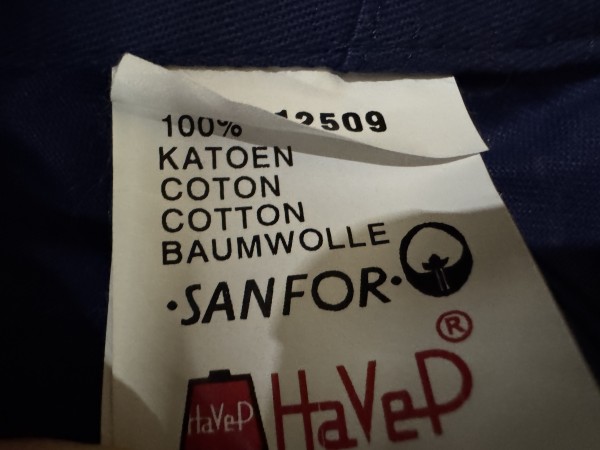 100% 12509
KATOEN
COTON
COTTON
BAUMWOLLE
·SANFOR·
®
HaVeP HaVeP